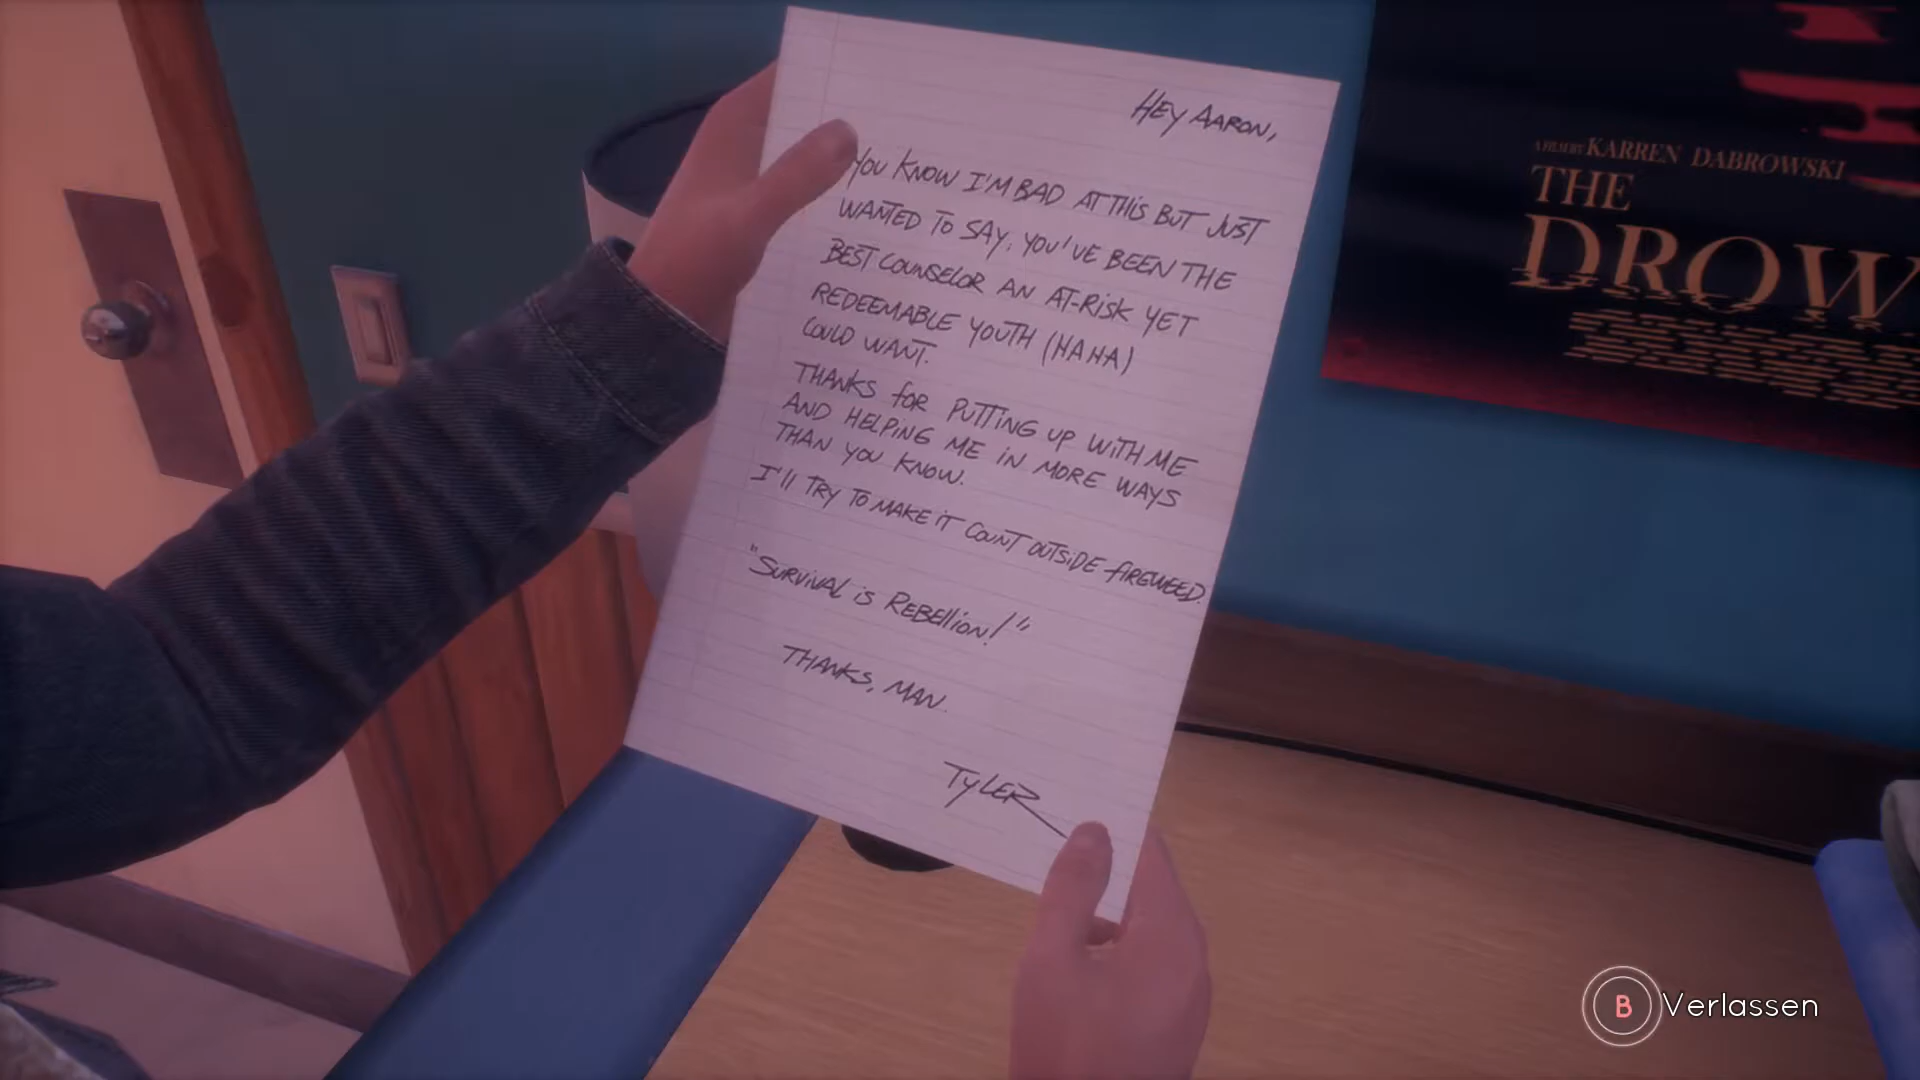 HEY AARON,
YOU KNOW I'M BAD AT THIS BUT JUST
WANTED TO SAY, YOU'VE BEEN THE
BEST COUNSELOR AN AT-RISK YET
REDEEMABLE YOUTH (HAHA)
COULD WANT.
THANKS FOR PUTTING UP WITH ME
AND HELPING ME IN MORE WAYS
THAN YOU KNOW.
I'll TRY TO MAKE IT COUNT OUTSIDE FIREWEED.
"SURVIVAL IS REBELLION!"
THANKS, MAN.
TYLER
A FILM BY KARREN DABROWSKI
THE
DROW
B Verlassen